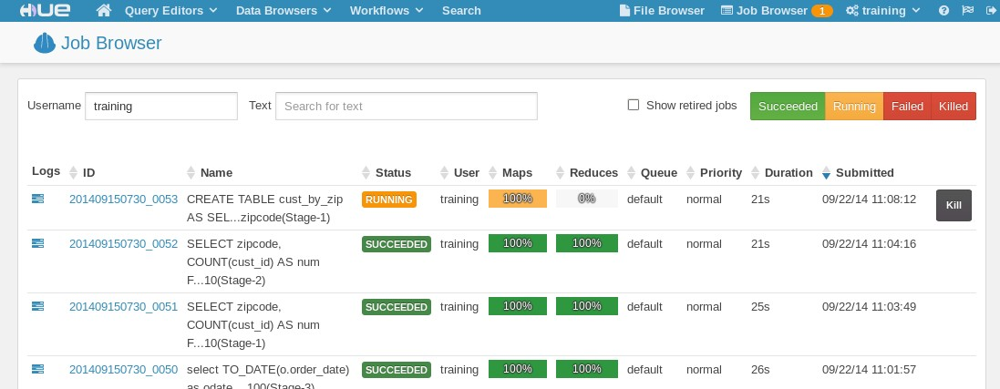 HUE Query Editors Data Browsers Workflows Search File Browser Job Browser 1 training
Job Browser
Username training Text Search for text Show retired jobs Succeeded Running Failed Killed
Logs ID Name Status User Maps Reduces Queue Priority Duration Submitted
201409150730_0053 CREATE TABLE cust_by_zip RUNNING training 100% 0% default normal 21s 09/22/14 11:08:12 Kill
AS SEL...zipcode(Stage-1)
201409150730_0052 SELECT zipcode, SUCCEEDED training 100% 100% default normal 21s 09/22/14 11:04:16
COUNT(cust_id) AS num
F...10(Stage-2)
201409150730_0051 SELECT zipcode, SUCCEEDED training 100% 100% default normal 25s 09/22/14 11:03:49
COUNT(cust_id) AS num
F...10(Stage-1)
201409150730_0050 select TO_DATE(o.order_date) SUCCEEDED training 100% 100% default normal 26s 09/22/14 11:01:57
as odate,...100(Stage-3)